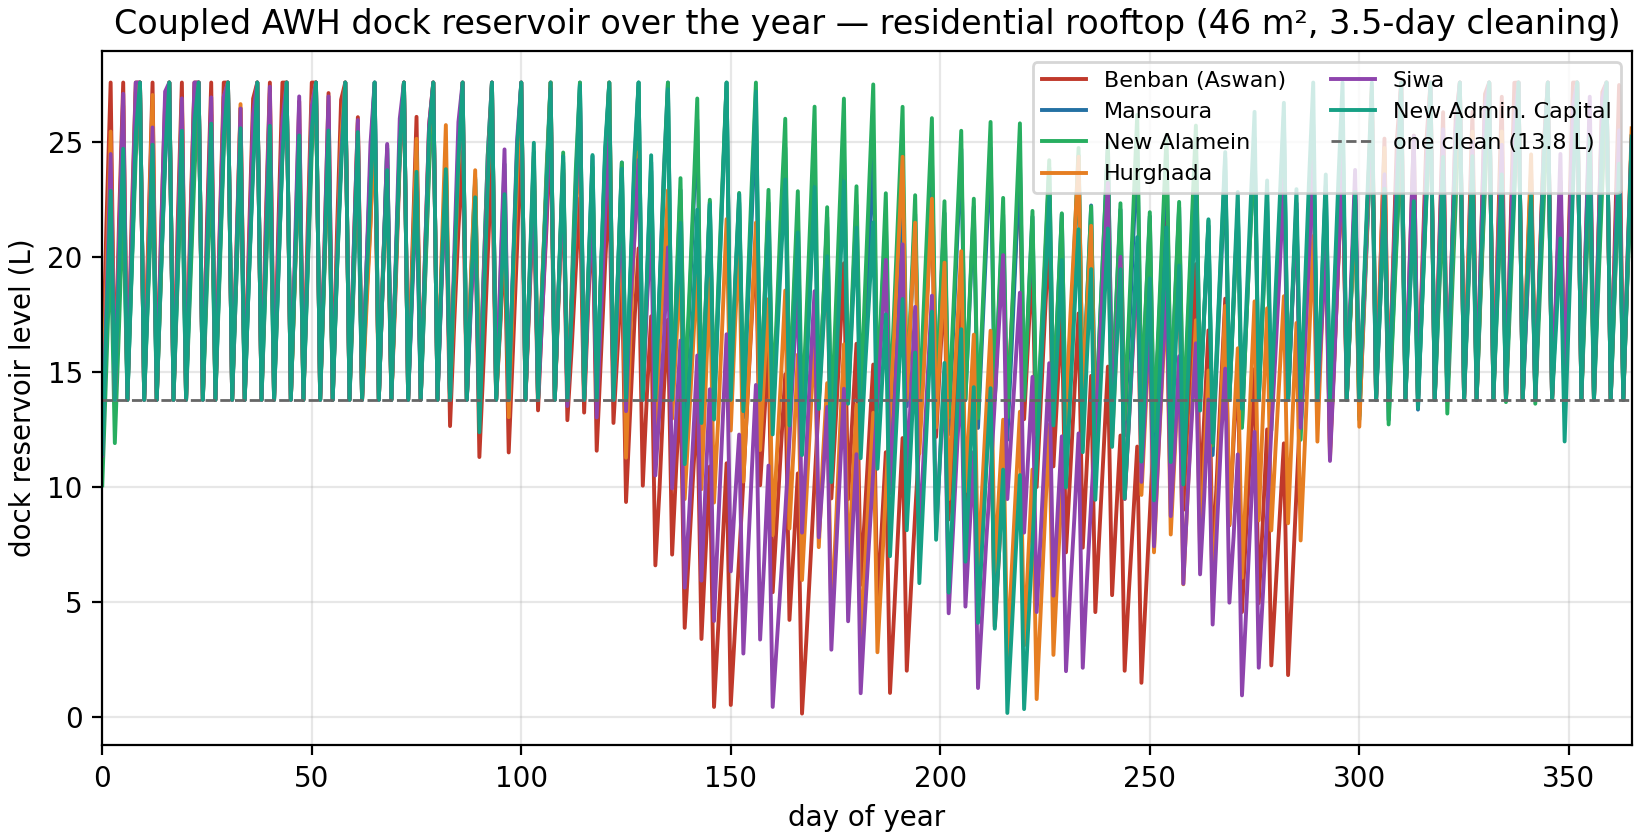 Coupled AWH dock reservoir over the year — residential rooftop (46 m², 3.5-day cleaning)
Benban (Aswan)
Mansoura
New Alamein
Hurghada
Siwa
New Admin. Capital
one clean (13.8 L)
dock reservoir level (L)
25
20
15
10
5
0
0 50 100 150 200 250 300 350
day of year